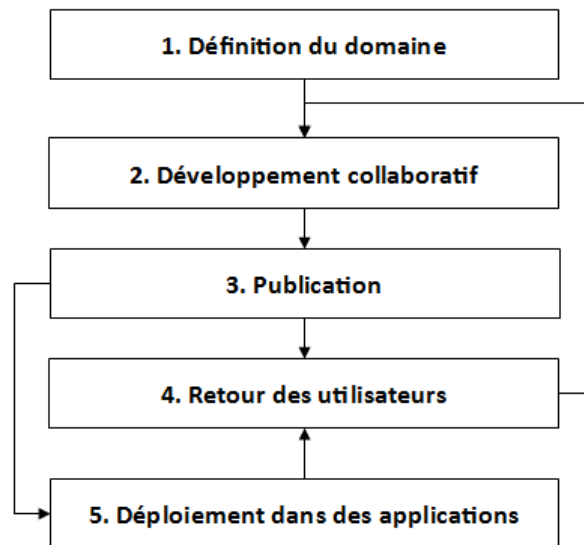 1. Définition du domaine
2. Développement collaboratif
3. Publication
4. Retour des utilisateurs
5. Déploiement dans des applications